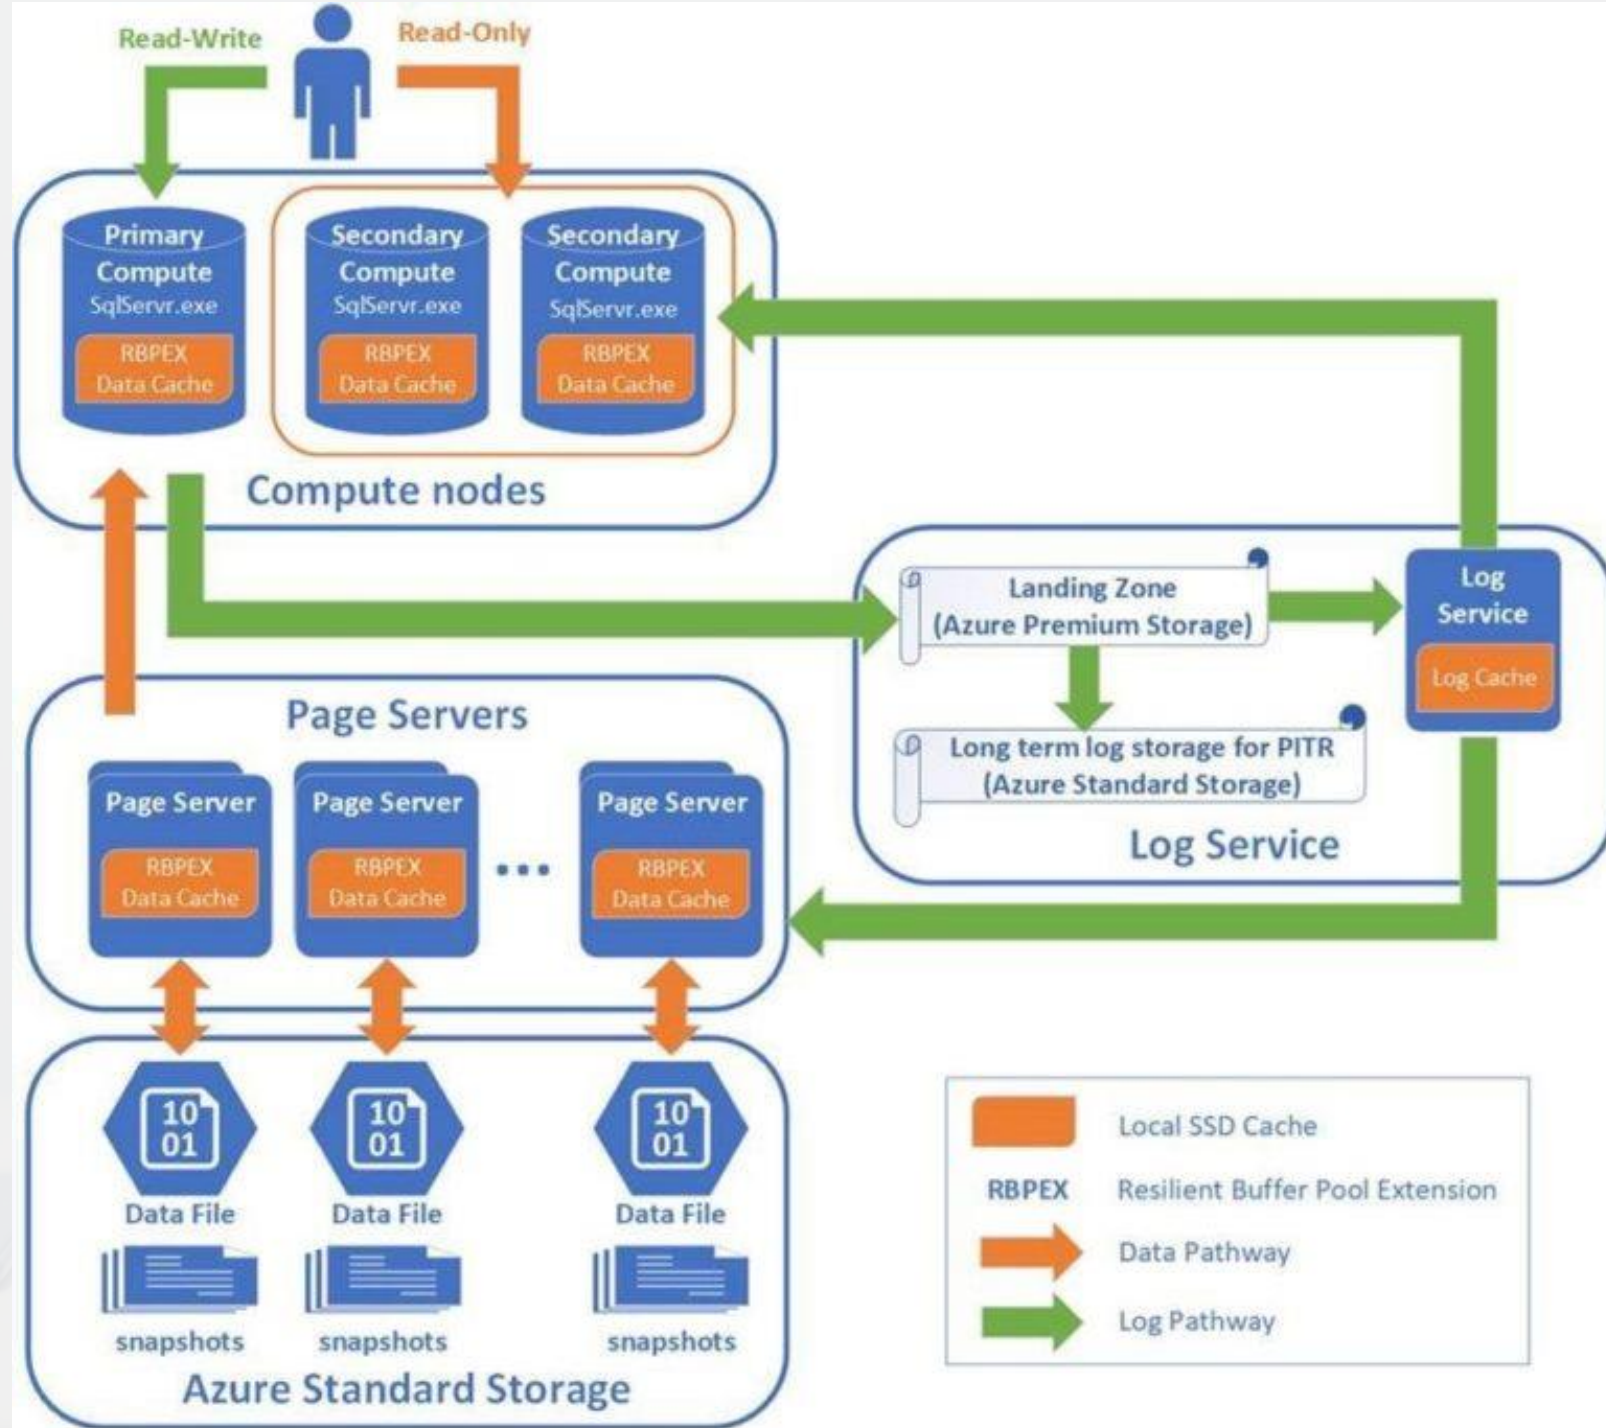 Read-Write
Read-Only
Primary
Compute
SqlServr.exe
RBPEX
Data Cache
Secondary
Compute
SqlServr.exe
RBPEX
Data Cache
Secondary
Compute
SqlServr.exe
RBPEX
Data Cache
Compute nodes
Landing Zone
(Azure Premium Storage)
Log
Service
Log Cache
Long term log storage for PITR
(Azure Standard Storage)
Log Service
Page Servers
Page Server
RBPEX
Data Cache
Page Server
RBPEX
Data Cache
Page Server
RBPEX
Data Cache
10
01
Data File
snapshots
10
01
Data File
snapshots
10
01
Data File
snapshots
Azure Standard Storage
Local SSD Cache
RBPEX Resilient Buffer Pool Extension
Data Pathway
Log Pathway